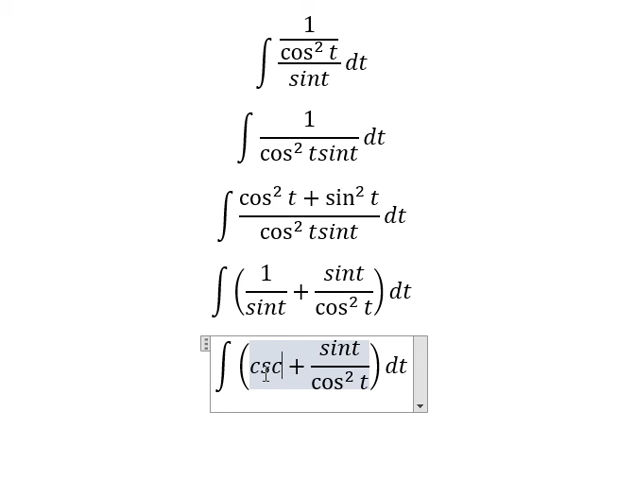 ∫ (1/cos² t)/sint dt
∫ 1/(cos² tsint) dt
∫ (cos² t + sin² t)/(cos² tsint) dt
∫ (1/sint + sint/cos² t) dt
∫ (csc + sint/cos² t) dt